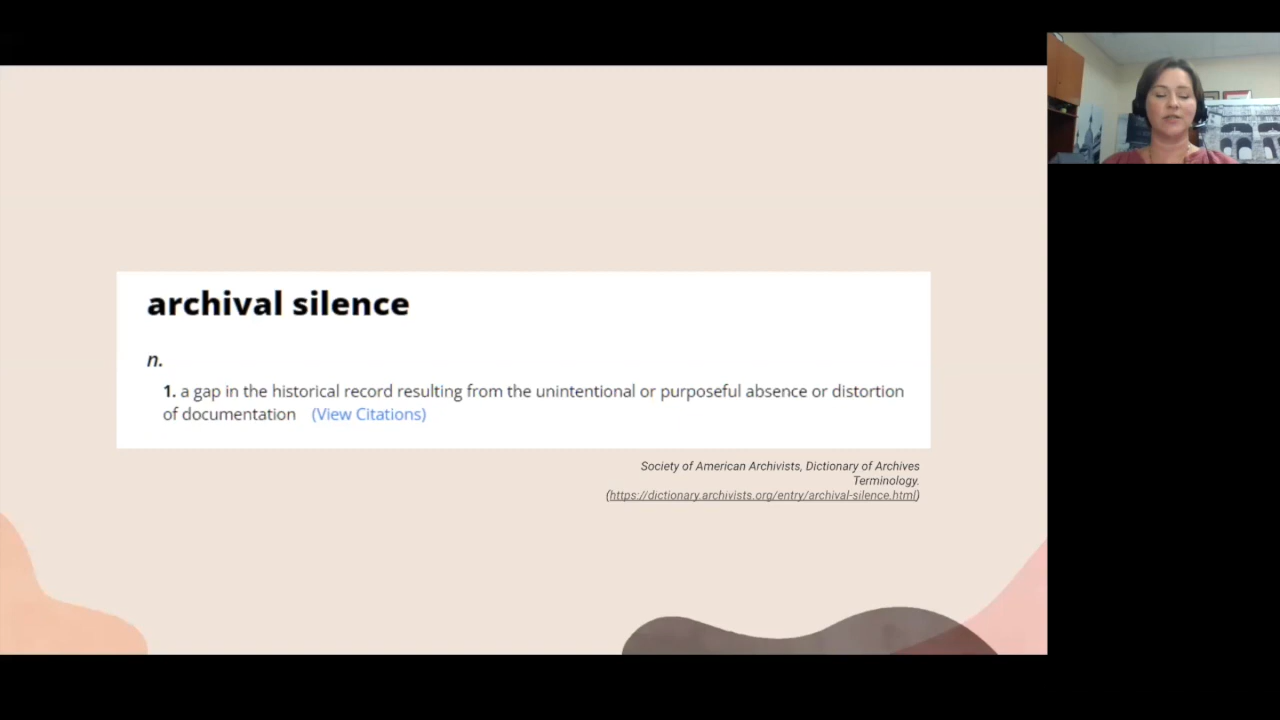 archival silence
n.
1. a gap in the historical record resulting from the unintentional or purposeful absence or distortion
of documentation (View Citations)
Society of American Archivists, Dictionary of Archives
Terminology.
(https://dictionary.archivists.org/entry/archival-silence.html)